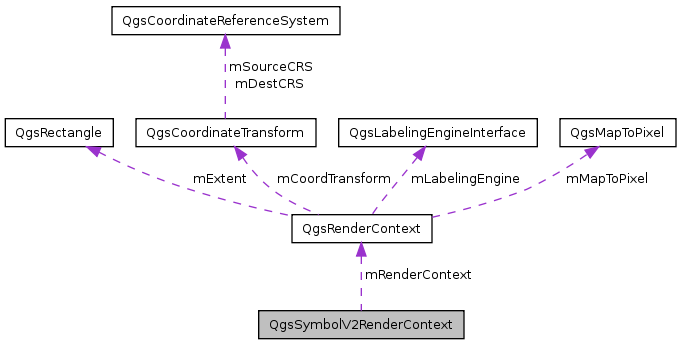 QgsCoordinateReferenceSystem
mSourceCRS
mDestCRS
QgsRectangle
QgsCoordinateTransform
QgsLabelingEngineInterface
QgsMapToPixel
mExtent
mCoordTransform
mLabelingEngine
mMapToPixel
QgsRenderContext
mRenderContext
QgsSymbolV2RenderContext